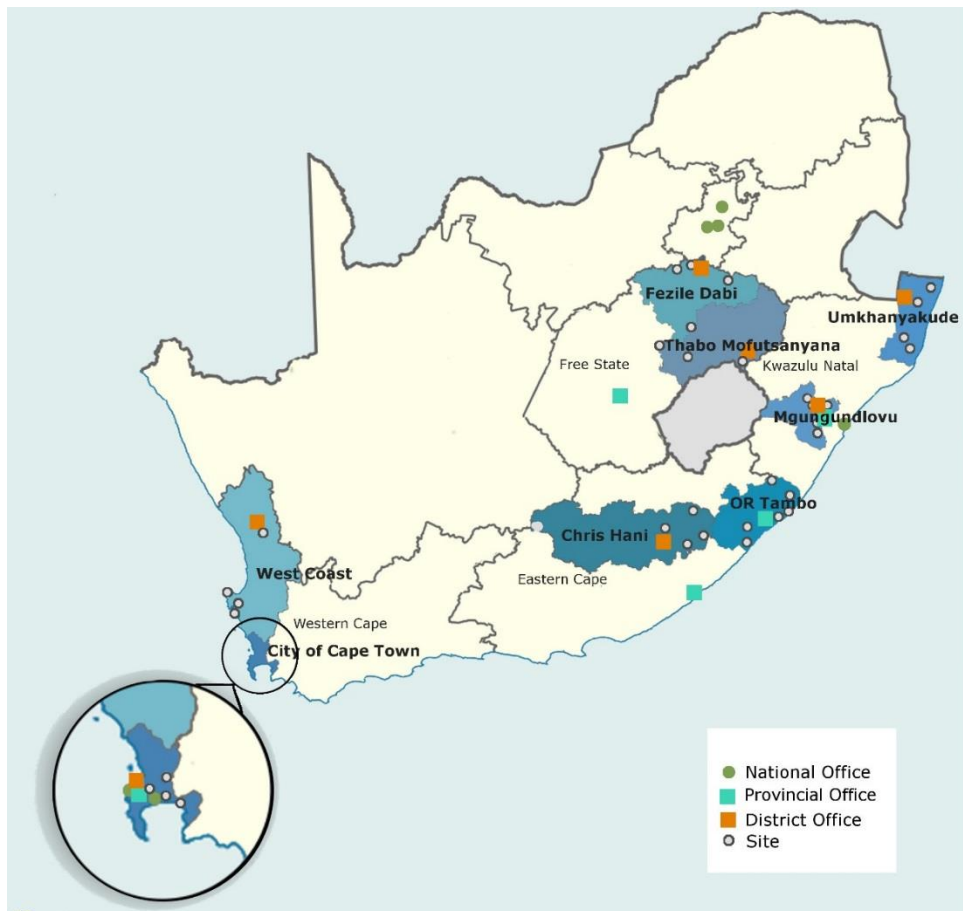 Fezile Dabi
Umkhanyakude
Thabo Mofutsanyana
Free State
Kwazulu Natal
Mgungundlovu
OR Tambo
Chris Hani
West Coast
Eastern Cape
Western Cape
City of Cape Town
National Office
Provincial Office
District Office
Site